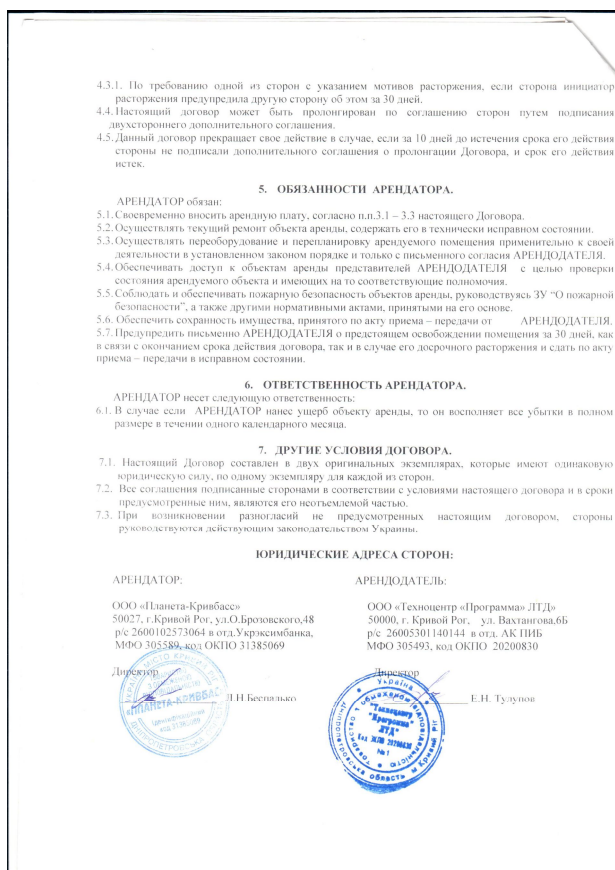 4.3.1. По требованию одной из сторон с указанием мотивов расторжения, если сторона инициатор
расторжения предупредила другую сторону об этом за 30 дней.
4.4. Настоящий договор может быть пролонгирован по соглашению сторон путем подписания
двухстороннего дополнительного соглашения.
4.5. Данный договор прекращает свое действие в случае, если за 10 дней до истечения срока его действия
стороны не подписали дополнительного соглашения о пролонгации Договора, и срок его действия
истек.
5. ОБЯЗАННОСТИ АРЕНДАТОРА.
АРЕНДАТОР обязан:
5.1. Своевременно вносить арендную плату, согласно п.п.3.1 – 3.3 настоящего Договора.
5.2. Осуществлять текущий ремонт объекта аренды, содержать его в технически исправном состоянии.
5.3. Осуществлять переоборудование и перепланировку арендуемого помещения применительно к своей
деятельности в установленном законом порядке и только с письменного согласия АРЕНДОДАТЕЛЯ.
5.4. Обеспечивать доступ к объектам аренды представителей АРЕНДОДАТЕЛЯ с целью проверки
состояния арендуемого объекта и имеющих на то соответствующие полномочия.
5.5. Соблюдать и обеспечивать пожарную безопасность объектов аренды, руководствуясь ЗУ “О пожарной
безопасности”, а также другими нормативными актами, принятыми на его основе.
5.6. Обеспечить сохранность имущества, принятого по акту приема – передачи от АРЕНДОДАТЕЛЯ.
5.7. Предупредить письменно АРЕНДОДАТЕЛЯ о предстоящем освобождении помещения за 30 дней, как
в связи с окончанием срока действия договора, так и в случае его досрочного расторжения и сдать по акту
приема – передачи в исправном состоянии.
6. ОТВЕТСТВЕННОСТЬ АРЕНДАТОРА.
АРЕНДАТОР несет следующую ответственность:
6.1. В случае если АРЕНДАТОР нанес ущерб объекту аренды, то он восполняет все убытки в полном
размере в течении одного календарного месяца.
7. ДРУГИЕ УСЛОВИЯ ДОГОВОРА.
7.1. Настоящий Договор составлен в двух оригинальных экземплярах, которые имеют одинаковую
юридическую силу, по одному экземпляру для каждой из сторон.
7.2. Все соглашения подписанные сторонами в соответствии с условиями настоящего договора и в сроки
предусмотренные ним, являются его неотъемлемой частью.
7.3. При возникновении разногласий не предусмотренных настоящим договором, стороны
руководствуются действующим законодательством Украины.
ЮРИДИЧЕСКИЕ АДРЕСА СТОРОН:
АРЕНДАТОР:
ООО «Планета-Кривбасс»
50027, г.Кривой Рог, ул.О.Брозовского,48
р/с 2600102573064 в отд.Укрэксимбанка,
МФО 305589, код ОКПО 31385069
Директор
Л.Н.Беспалько
АРЕНДОДАТЕЛЬ:
ООО «Техноцентр «Программа» ЛТД»
50000, г. Кривой Рог, ул. Вахтангова,6Б
р/с 26005301140144 в отд. АК ПИБ
МФО 305493, код ОКПО 20200830
Директор
Е.Н. Тулупов
«ПЛАНЕТА-КРИВБАС»
Україна
"Техноцентр
"Программа"
ЛТД"
№1